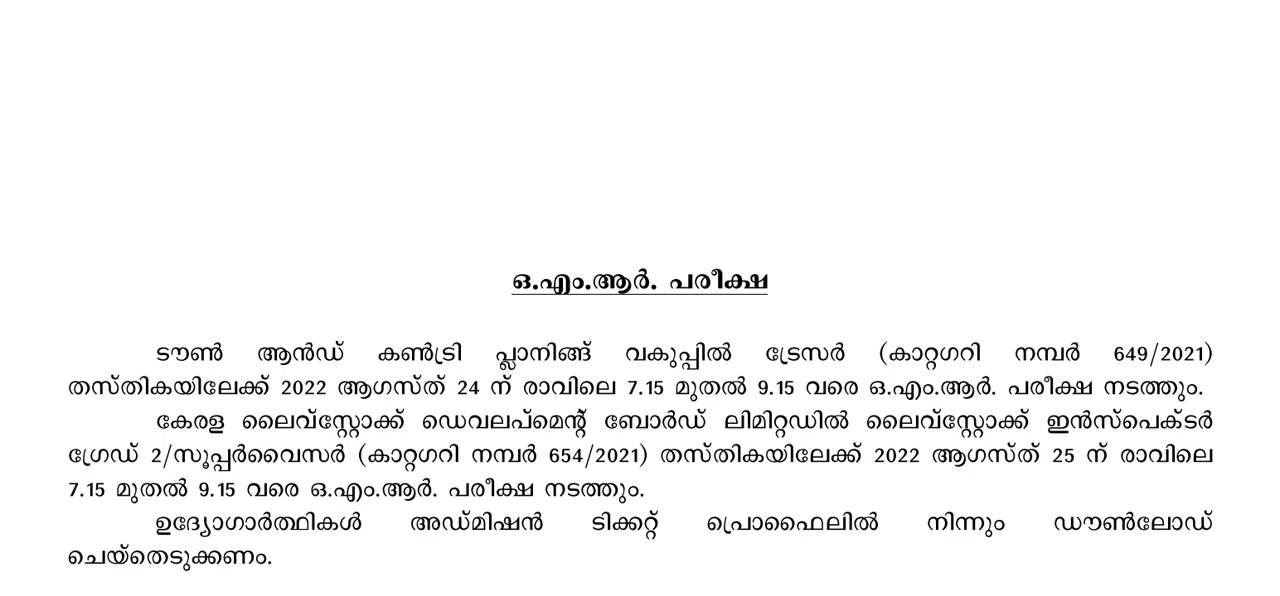 ഒ.എം.ആർ. പരീക്ഷ
ടൗൺ ആൻഡ് കൺട്രി പ്ലാനിങ്ങ് വകുപ്പിൽ ട്രേസർ (കാറ്റഗറി നമ്പർ 649/2021)
തസ്തികയിലേക്ക് 2022 ആഗസ്ത് 24 ന് രാവിലെ 7.15 മുതൽ 9.15 വരെ ഒ.എം.ആർ. പരീക്ഷ നടത്തും.
കേരള ലൈവ്സ്റ്റോക്ക് ഡെവലപ്മെന്റ് ബോർഡ് ലിമിറ്റഡിൽ ലൈവ്സ്റ്റോക്ക് ഇൻസ്പെക്ടർ
ഗ്രേഡ് 2/സൂപ്പർവൈസർ (കാറ്റഗറി നമ്പർ 654/2021) തസ്തികയിലേക്ക് 2022 ആഗസ്ത് 25 ന് രാവിലെ
7.15 മുതൽ 9.15 വരെ ഒ.എം.ആർ. പരീക്ഷ നടത്തും.
ഉദ്യോഗാർത്ഥികൾ അഡ്മിഷൻ ടിക്കറ്റ് പ്രൊഫൈലിൽ നിന്നും ഡൗൺലോഡ്
ചെയ്തെടുക്കണം.